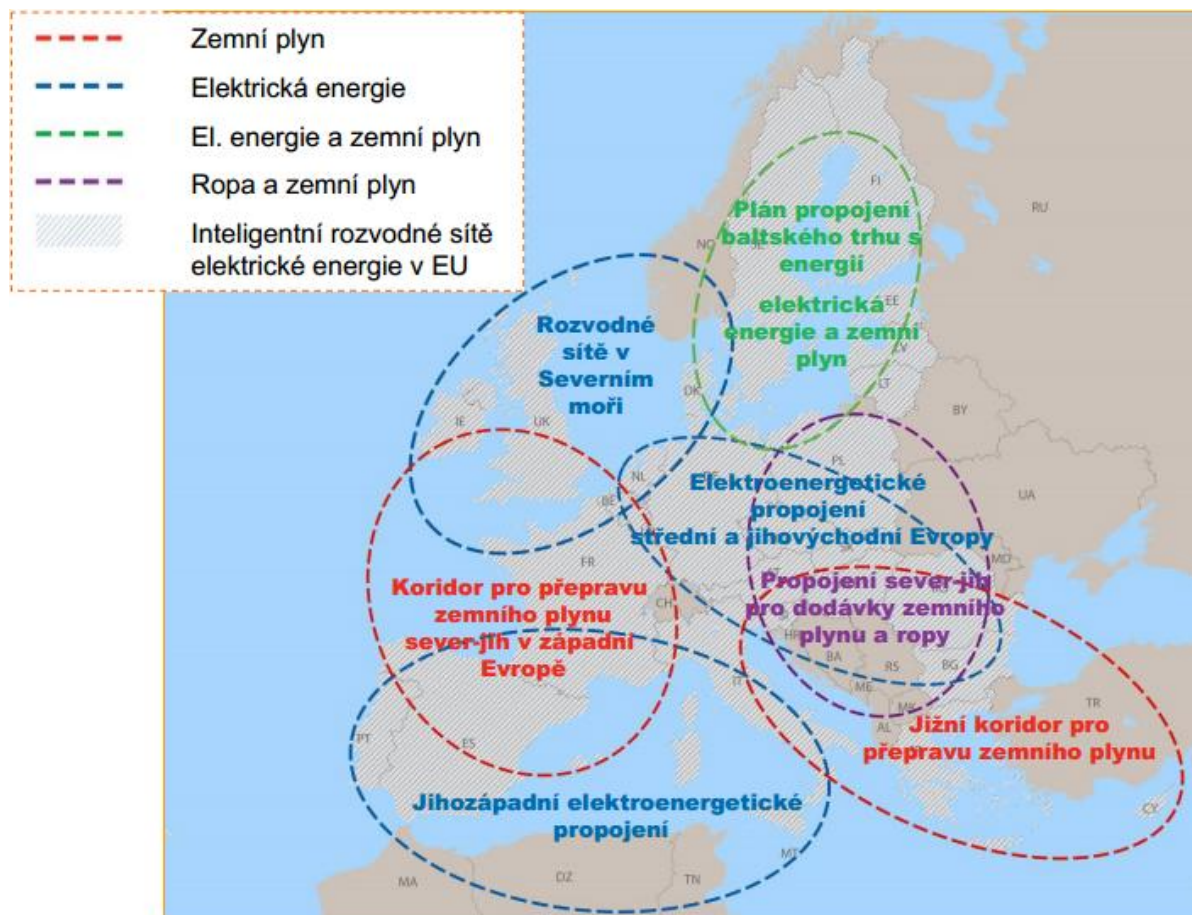 Zemní plyn
Elektrická energie
El. energie a zemní plyn
Ropa a zemní plyn
Inteligentní rozvodné sítě
elektrické energie v EU
Plán propojení
baltského trhu s
energií
elektrická
energie a zemní
plyn
Rozvodné
sítě v
Severním
moři
Elektroenergetické
propojení
střední a jihovýchodní Evropy
Koridor pro přepravu
zemního plynu
sever-jih v západní
Evropě
Propojení sever-jih
pro dodávky zemního
plynu a ropy
Jižní koridor pro
přepravu zemního plynu
Jihozápadní elektroenergetické
propojení
FI
RU
NO
EE
LV
LT
DK
BY
IE
UK
NL
PL
BE
UA
FR
MD
CH
HR
BA
RS
BG
IT
ME
MK
AL
TR
PT
ES
CY
MT
MA
DZ
TN